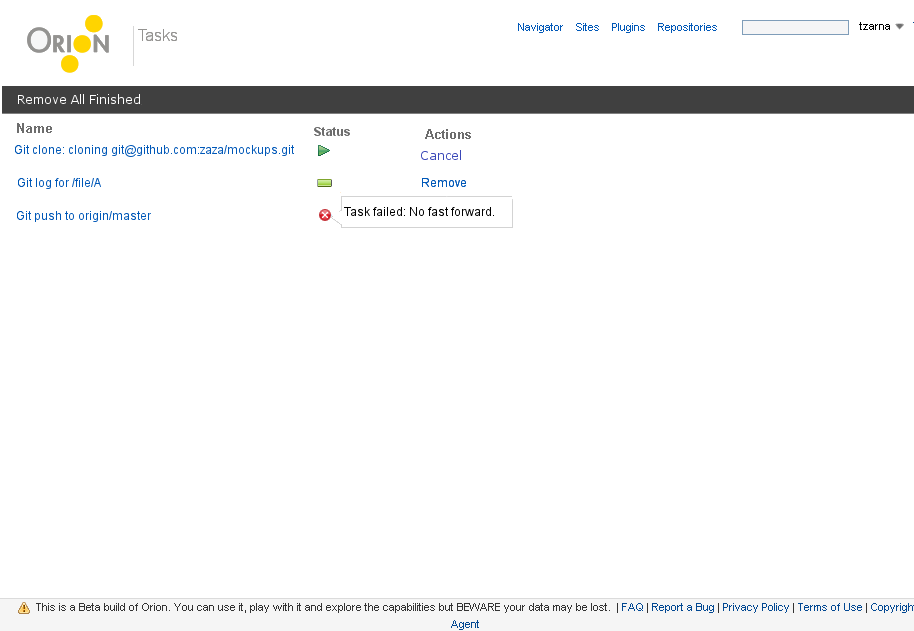 ORION
Tasks
Navigator Sites Plugins Repositories tzarna
Remove All Finished
Name Status Actions
Git clone: cloning git@github.com:zaza/mockups.git Cancel
Git log for /file/A Remove
Git push to origin/master Task failed: No fast forward.
This is a Beta build of Orion. You can use it, play with it and explore the capabilities but BEWARE your data may be lost. | FAQ | Report a Bug | Privacy Policy | Terms of Use | Copyright
Agent